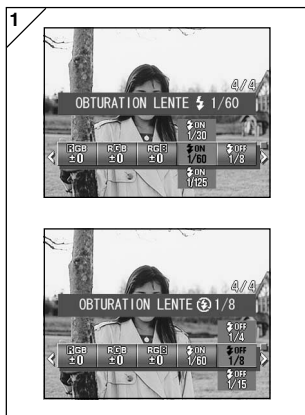 1
4/4
OBTURATION LENTE 1/60
ON
1/30
RGB RGB RGB ON OFF
±0 ±0 ±0 1/60 1/8
ON
1/125
4/4
OBTURATION LENTE 1/8
OFF
1/4
RGB RGB RGB ON OFF
±0 ±0 ±0 1/60 1/8
OFF
1/15